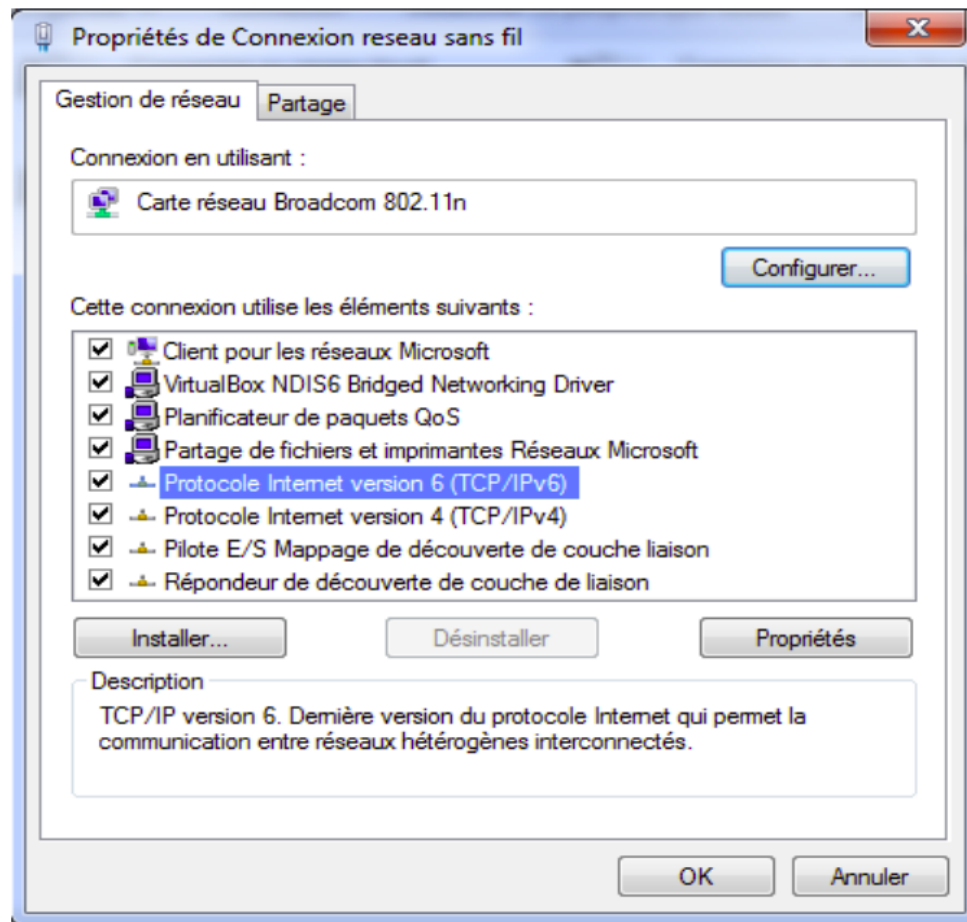 Propriétés de Connexion reseau sans fil
Gestion de réseau
Partage
Connexion en utilisant :
Carte réseau Broadcom 802.11n
Configurer...
Cette connexion utilise les éléments suivants :
Client pour les réseaux Microsoft
VirtualBox NDIS6 Bridged Networking Driver
Planificateur de paquets QoS
Partage de fichiers et imprimantes Réseaux Microsoft
Protocole Internet version 6 (TCP/IPv6)
Protocole Internet version 4 (TCP/IPv4)
Pilote E/S Mappage de découverte de couche liaison
Répondeur de découverte de couche de liaison
Installer...
Désinstaller
Propriétés
Description
TCP/IP version 6. Dernière version du protocole Internet qui permet la
communication entre réseaux hétérogènes interconnectés.
OK
Annuler